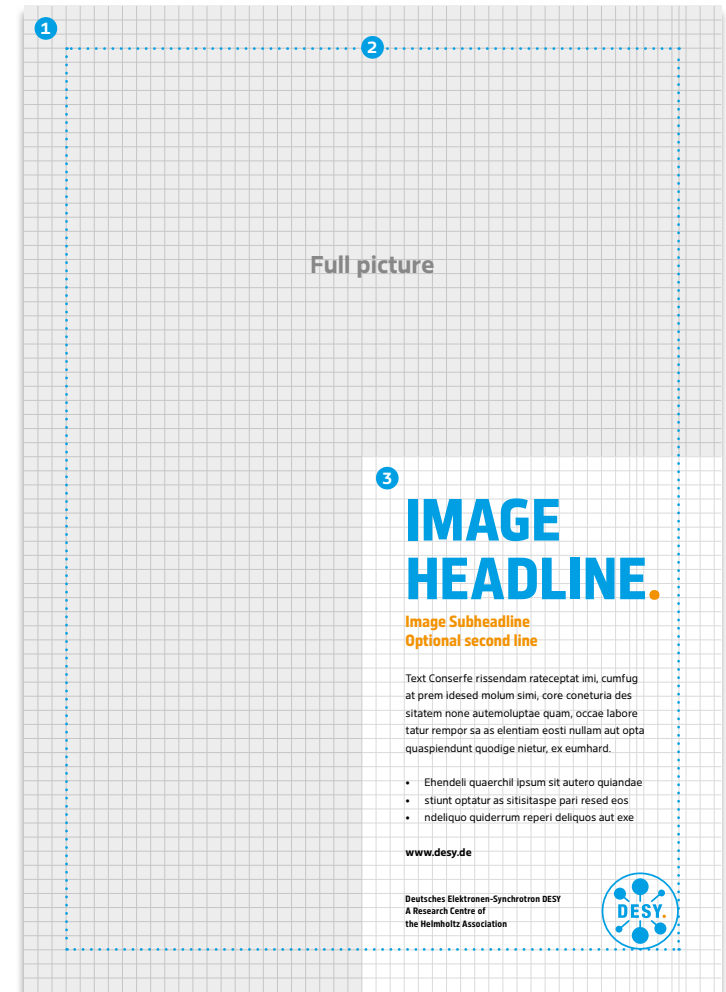 1
2
Full picture
3
IMAGE
HEADLINE.
Image Subheadline
Optional second line
Text Conserfe rissendam rateceptat imi, cumfug
at prem idesed molum simi, core coneturia des
sitatem none autemoluptae quam, occae labore
tatur rempor sa as elentiam eosti nullam aut opta
quaspiendunt quodige nietur, ex eumhard.
• Ehendeli quaerchil ipsum sit autero quiandae
• stiunt optatur as sitisitaspe pari resed eos
• ndeliquo quiderrum reperi deliquos aut exe
www.desy.de
Deutsches Elektronen-Synchrotron DESY
A Research Centre of
the Helmholtz Association
DESY.